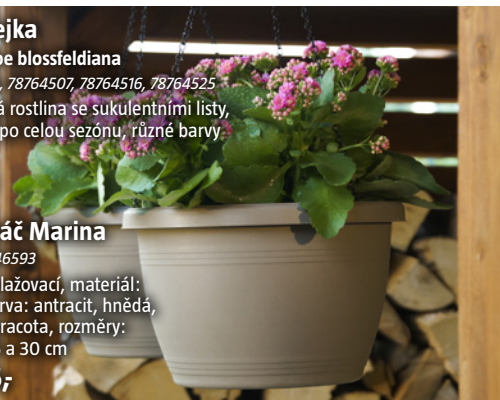 ejka
oe blossfeldiana
, 78764507, 78764516, 78764525
á rostlina se sukulentními listy,
po celou sezónu, různé barvy
áč Marina
46593
lažovací, materiál:
rva: antracit, hnědá,
racota, rozměry:
a 30 cm